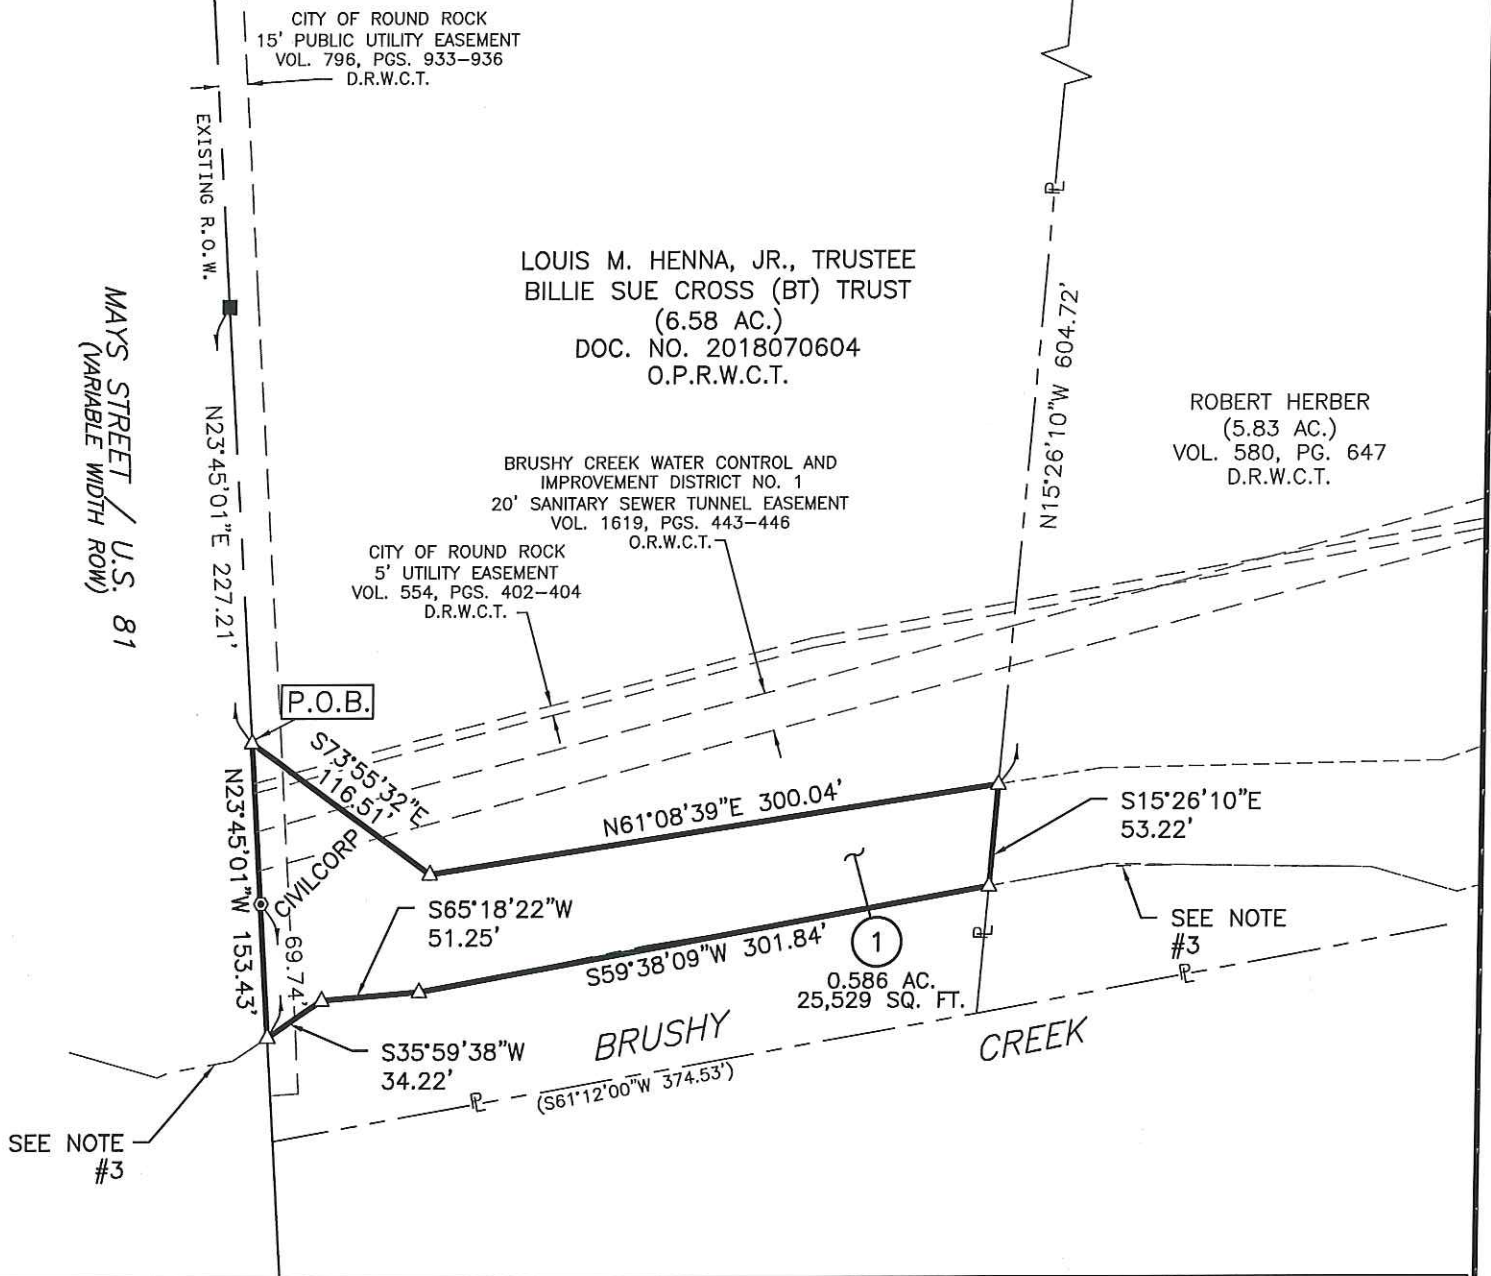 CITY OF ROUND ROCK
15' PUBLIC UTILITY EASEMENT
VOL. 796, PGS. 933-936
D.R.W.C.T.
EXISTING R.O.W.
MAYS STREET / U.S. 81
(VARIABLE WIDTH ROW)
N23°45'01"E 227.21'
LOUIS M. HENNA, JR., TRUSTEE
BILLIE SUE CROSS (BT) TRUST
(6.58 AC.)
DOC. NO. 2018070604
O.P.R.W.C.T.
PL
N15°26'10"W 604.72'
ROBERT HERBER
(5.83 AC.)
VOL. 580, PG. 647
D.R.W.C.T.
BRUSHY CREEK WATER CONTROL AND
IMPROVEMENT DISTRICT NO. 1
20' SANITARY SEWER TUNNEL EASEMENT
VOL. 1619, PGS. 443-446
O.R.W.C.T.
CITY OF ROUND ROCK
5' UTILITY EASEMENT
VOL. 554, PGS. 402-404
D.R.W.C.T.
P.O.B.
S73°55'32"E
116.51'
N23°45'01"W 153.43'
CIVILCORP
69.74'
N61°08'39"E 300.04'
S15°26'10"E
53.22'
S65°18'22"W
51.25'
S59°38'09"W 301.84'
1
0.586 AC.
25,529 SQ. FT.
PL
SEE NOTE
#3
PL
S35°59'38"W
34.22'
BRUSHY
CREEK
PL
(S61°12'00"W 374.53')
SEE NOTE
#3